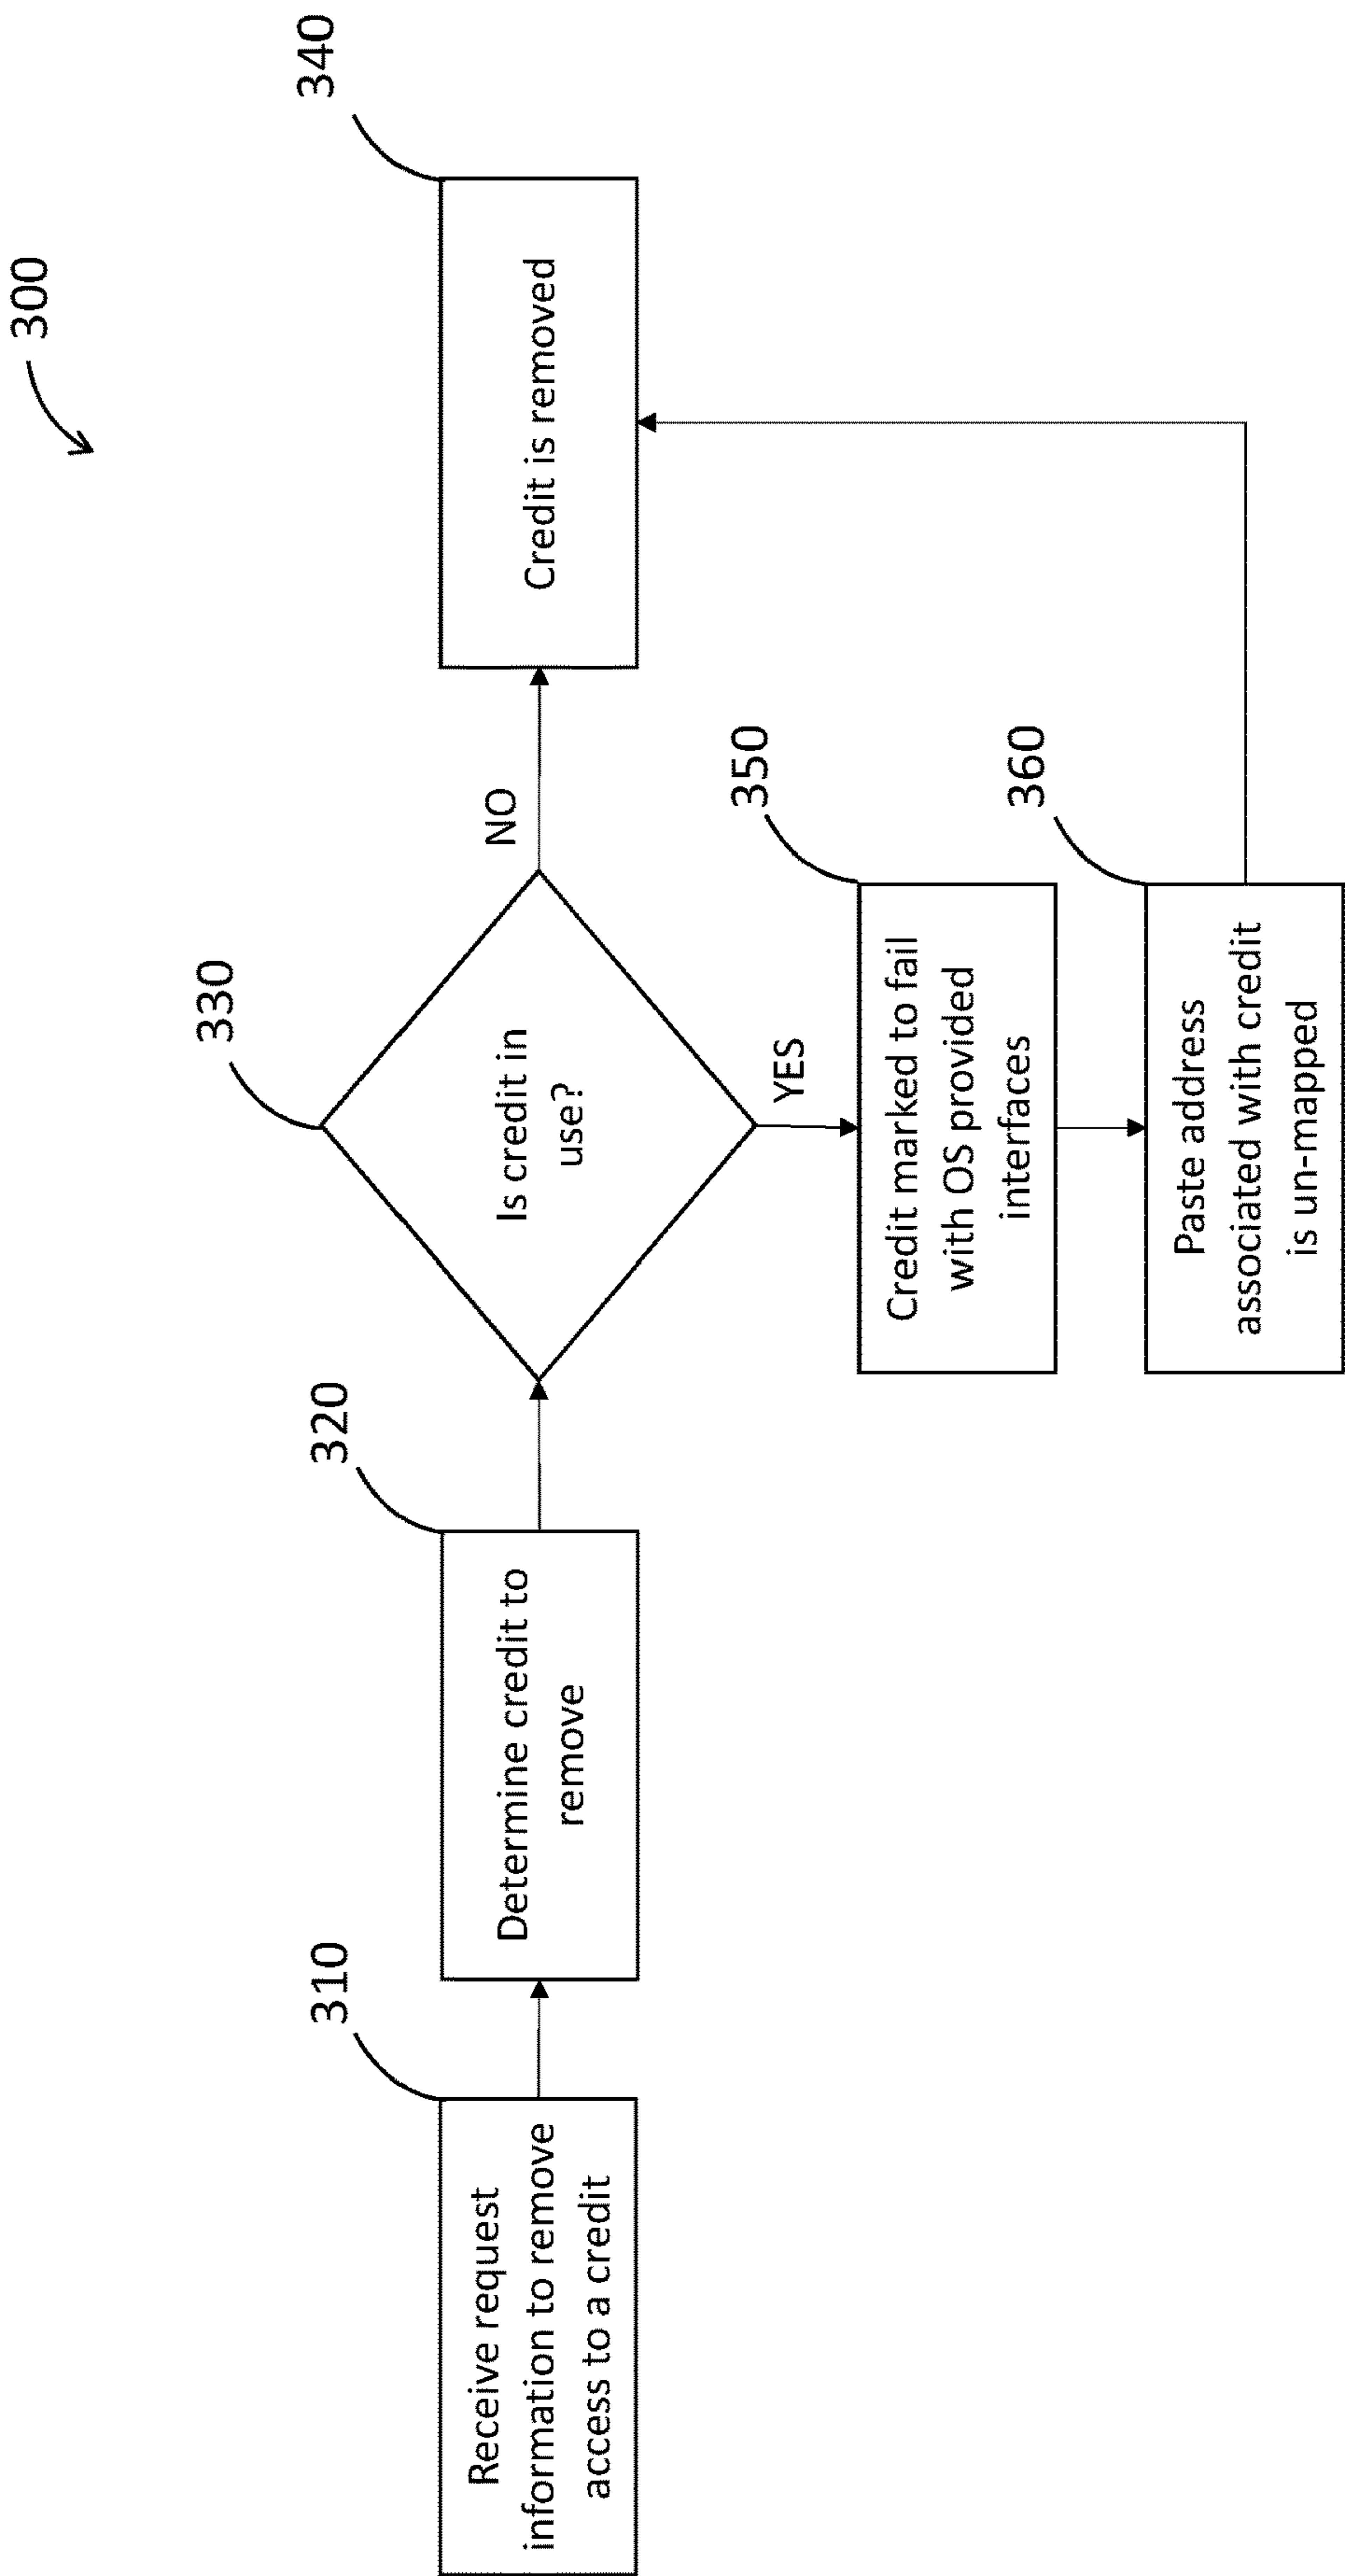 300
310
Receive request
information to remove
access to a credit
320
Determine credit to
remove
330
Is credit in
use?
NO
340
Credit is removed
YES
350
Credit marked to fail
with OS provided
interfaces
360
Paste address
associated with credit
is un-mapped